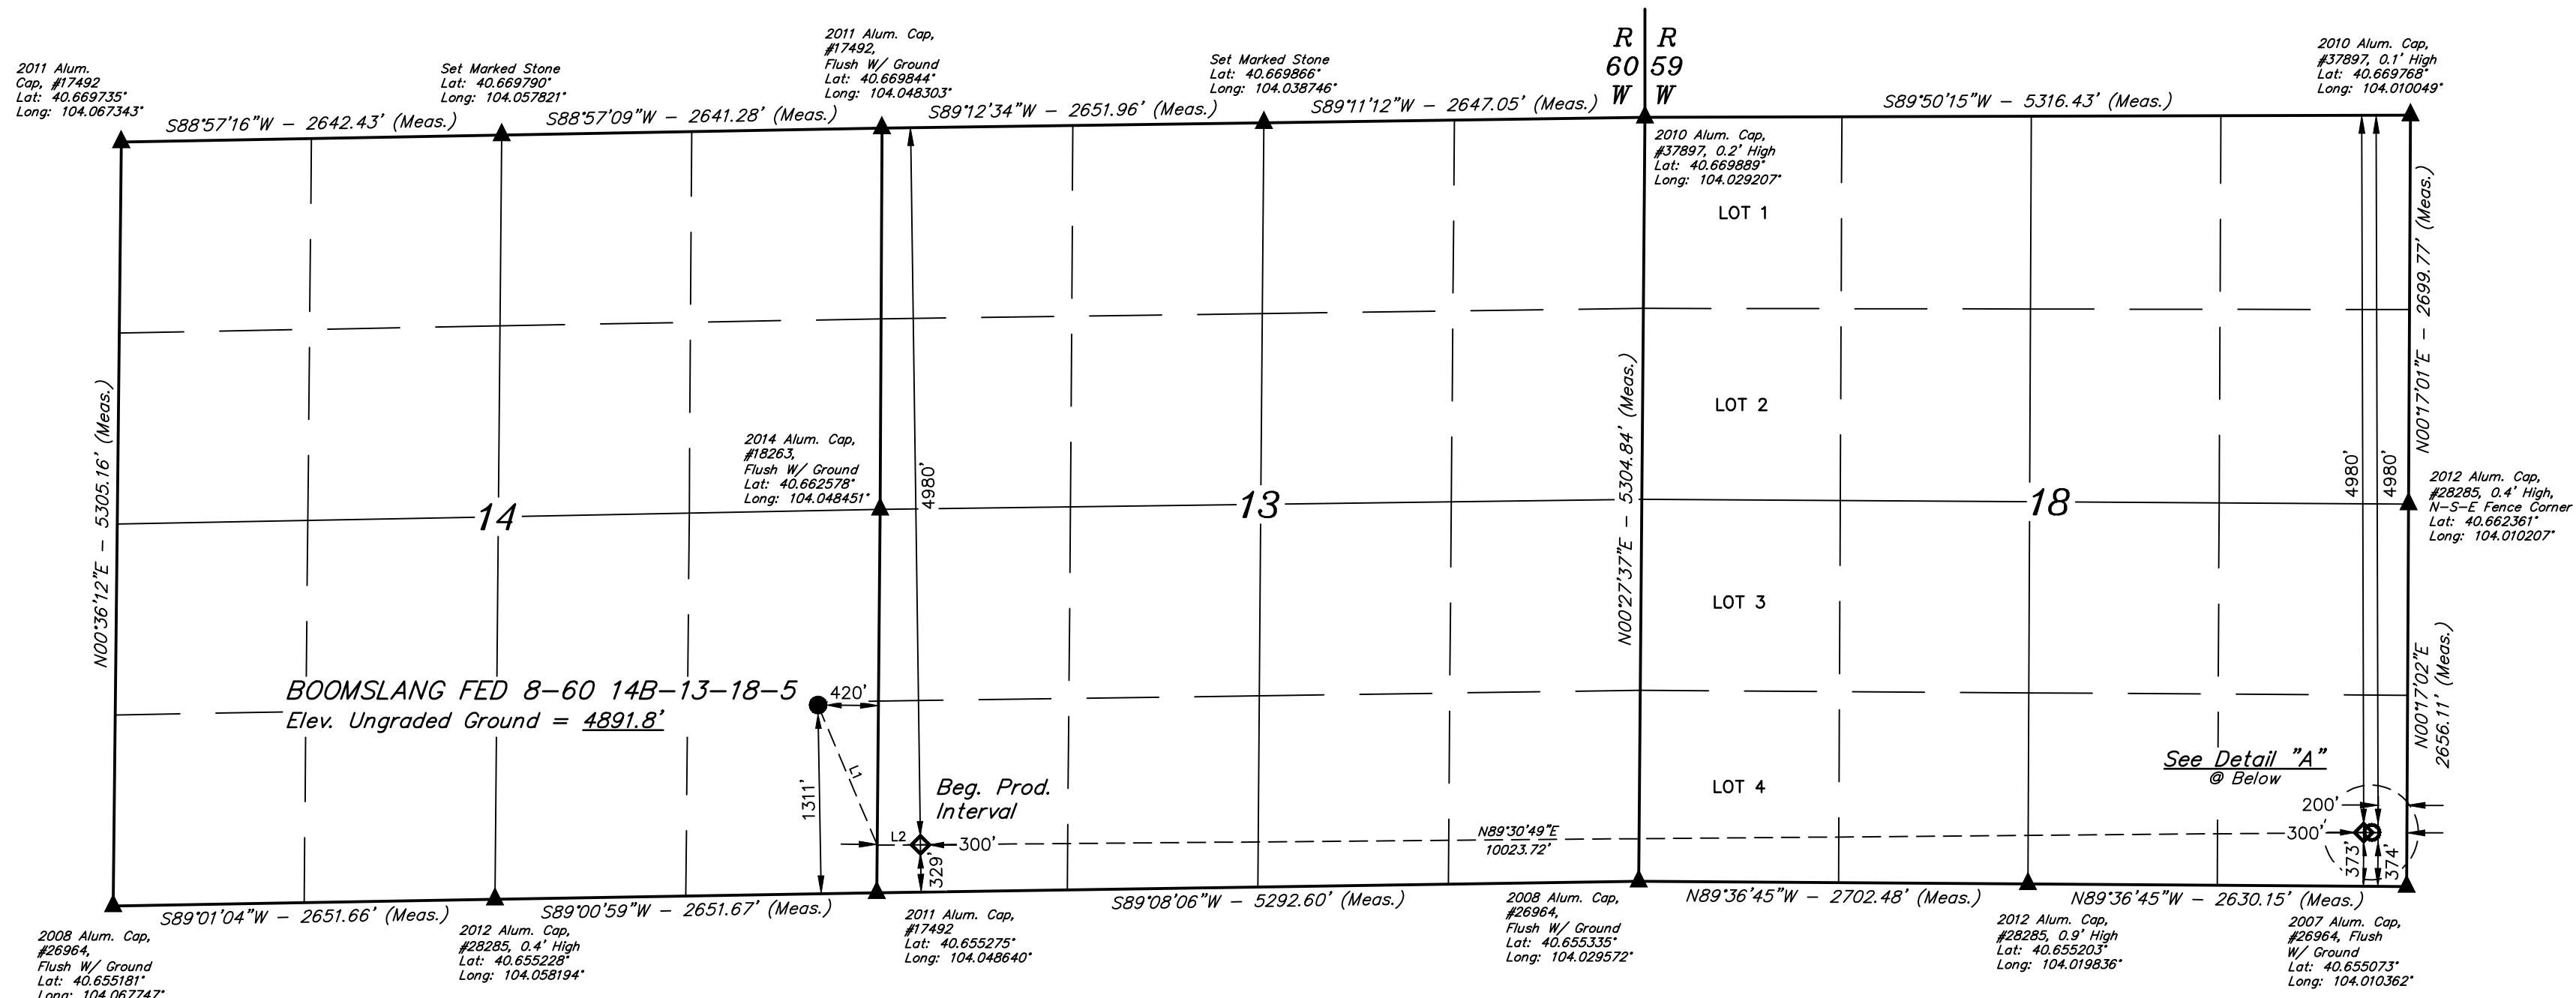 2011 Alum.
Cap, #17492
Lat: 40.669735°
Long: 104.067343°
Set Marked Stone
Lat: 40.669790°
Long: 104.057821°
2011 Alum. Cap,
#17492,
Flush W/ Ground
Lat: 40.669844°
Long: 104.048303°
Set Marked Stone
Lat: 40.669866°
Long: 104.038746°
R R
60 59
W W
2010 Alum. Cap,
#37897, 0.1' High
Lat: 40.669768°
Long: 104.010049°
S88°57'16"W - 2642.43' (Meas.)
S88°57'09"W - 2641.28' (Meas.)
S89°12'34"W - 2651.96' (Meas.)
S89°11'12"W - 2647.05' (Meas.)
S89°50'15"W - 5316.43' (Meas.)
2010 Alum. Cap,
#37897, 0.2' High
Lat: 40.669889°
Long: 104.029207°
LOT 1
LOT 2
LOT 3
LOT 4
N00°36'12"E - 5305.16' (Meas.)
2014 Alum. Cap,
#18263,
Flush W/ Ground
Lat: 40.662578°
Long: 104.048451°
4980'
14
13
18
N00°27'37"E - 5304.84' (Meas.)
4980'
4980'
N00°17'01"E - 2699.77' (Meas.)
2012 Alum. Cap,
#28285, 0.4' High,
N-S-E Fence Corner
Lat: 40.662361°
Long: 104.010207°
N00°17'02"E
2656.11' (Meas.)
BOOMSLANG FED 8-60 14B-13-18-5
Elev. Ungraded Ground = 4891.8'
420'
1311'
L1
L2
Beg. Prod.
Interval
300'
329'
N89°30'49"E
10023.72'
See Detail "A"
@ Below
200'
300'
373'
374'
S89°01'04"W - 2651.66' (Meas.)
S89°00'59"W - 2651.67' (Meas.)
S89°08'06"W - 5292.60' (Meas.)
N89°36'45"W - 2702.48' (Meas.)
N89°36'45"W - 2630.15' (Meas.)
2008 Alum. Cap,
#26964,
Flush W/ Ground
Lat: 40.655181°
Long: 104.067747°
2012 Alum. Cap,
#28285, 0.4' High
Lat: 40.655228°
Long: 104.058194°
2011 Alum. Cap,
#17492
Lat: 40.655275°
Long: 104.048640°
2008 Alum. Cap,
#26964,
Flush W/ Ground
Lat: 40.655335°
Long: 104.029572°
2012 Alum. Cap,
#28285, 0.9' High
Lat: 40.655203°
Long: 104.019836°
2007 Alum. Cap,
#26964, Flush
W/ Ground
Lat: 40.655073°
Long: 104.010362°